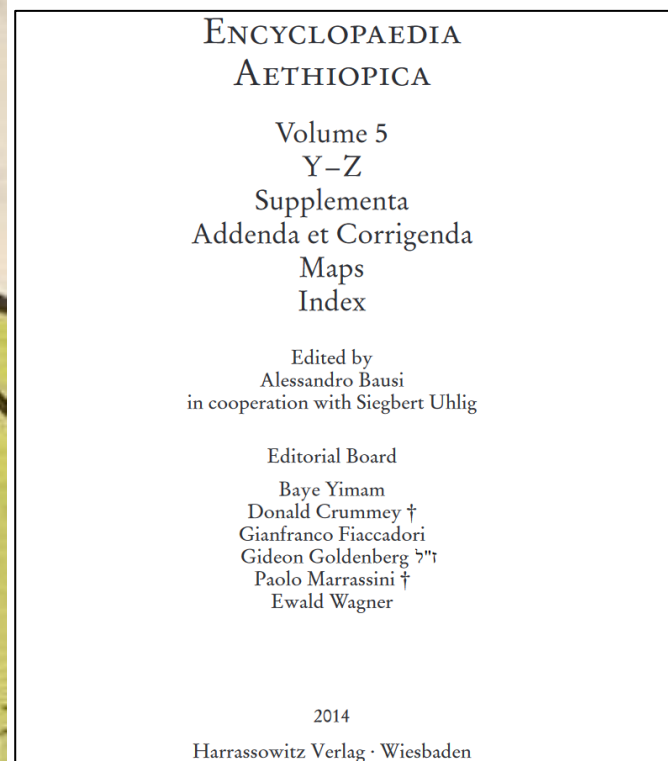 ENCYCLOPAEDIA
AETHIOPICA
Volume 5
Y–Z
Supplementa
Addenda et Corrigenda
Maps
Index
Edited by
Alessandro Bausi
in cooperation with Siegbert Uhlig
Editorial Board
Baye Yimam
Donald Crummey †
Gianfranco Fiaccadori
Gideon Goldenberg ז"ל
Paolo Marrassini †
Ewald Wagner
2014
Harrassowitz Verlag · Wiesbaden